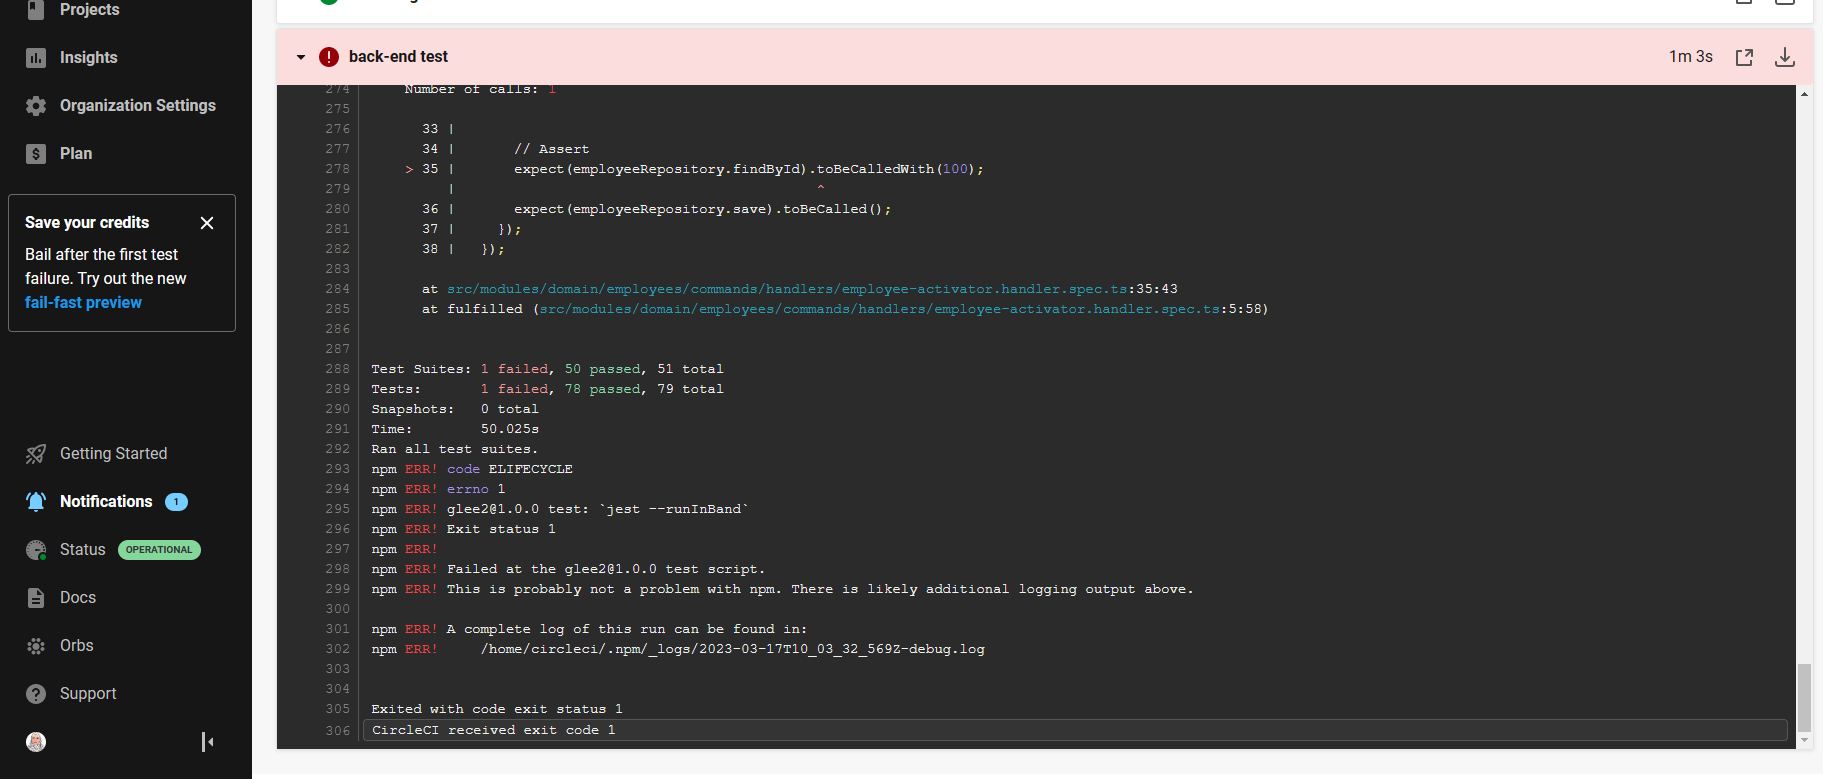 Projects
Insights
Organization Settings
Plan
Save your credits
Bail after the first test
failure. Try out the new
fail-fast preview
Getting Started
Notifications 1
Status OPERATIONAL
Docs
Orbs
Support
back-end test 1m 3s
274 Number of calls: 1
275
276 33 |
277 34 | // Assert
278 > 35 | expect(employeeRepository.findById).toBeCalledWith(100);
279 | ^
280 36 | expect(employeeRepository.save).toBeCalled();
281 37 | });
282 38 | });
283
284 at src/modules/domain/employees/commands/handlers/employee-activator.handler.spec.ts:35:43
285 at fulfilled (src/modules/domain/employees/commands/handlers/employee-activator.handler.spec.ts:5:58)
286
287
288 Test Suites: 1 failed, 50 passed, 51 total
289 Tests: 1 failed, 78 passed, 79 total
290 Snapshots: 0 total
291 Time: 50.025s
292 Ran all test suites.
293 npm ERR! code ELIFECYCLE
294 npm ERR! errno 1
295 npm ERR! glee2@1.0.0 test: `jest --runInBand`
296 npm ERR! Exit status 1
297 npm ERR!
298 npm ERR! Failed at the glee2@1.0.0 test script.
299 npm ERR! This is probably not a problem with npm. There is likely additional logging output above.
300
301 npm ERR! A complete log of this run can be found in:
302 npm ERR! /home/circleci/.npm/_logs/2023-03-17T10_03_32_569Z-debug.log
303
304
305 Exited with code exit status 1
306 CircleCI received exit code 1